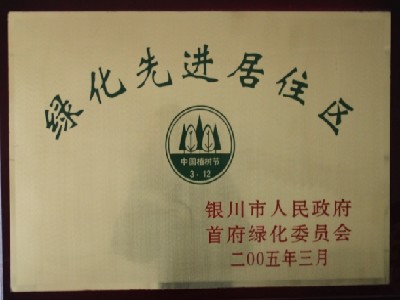 绿化先进居住区
中国植树节
3·12
银川市人民政府
首府绿化委员会
二00五年三月